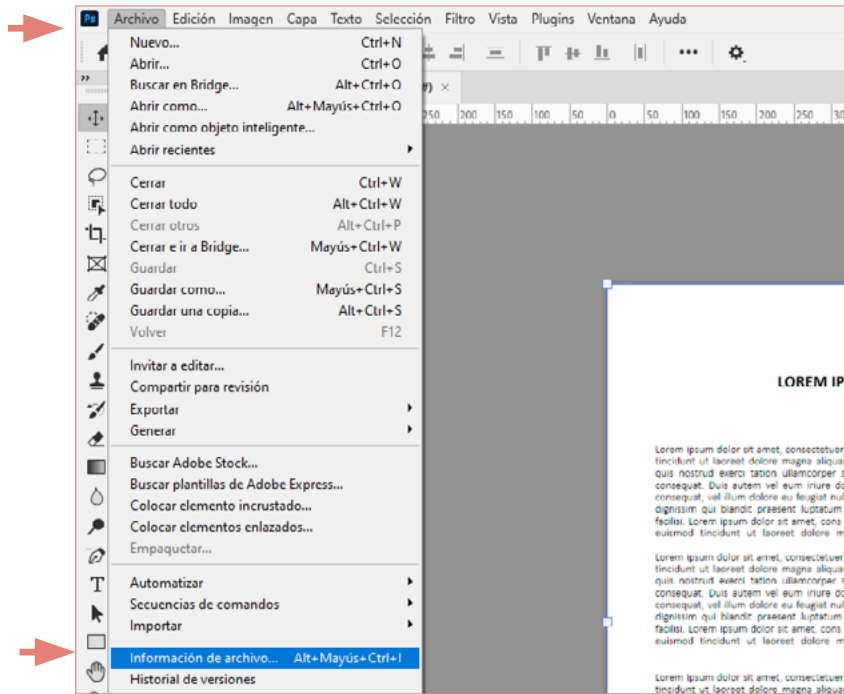 Ps Archivo Edición Imagen Capa Texto Selección Filtro Vista Plugins Ventana Ayuda
Nuevo... Ctrl+N
Abrir... Ctrl+O
Buscar en Bridge... Alt+Ctrl+O
Abrir como... Alt+Mayús+Ctrl+O
Abrir como objeto inteligente...
Abrir recientes
Cerrar Ctrl+W
Cerrar todo Alt+Ctrl+W
Cerrar otros Alt+Ctrl+P
Cerrar e ir a Bridge... Mayús+Ctrl+W
Guardar Ctrl+S
Guardar como... Mayús+Ctrl+S
Guardar una copia... Alt+Ctrl+S
Volver F12
Invitar a editar...
Compartir para revisión
Exportar
Generar
Buscar Adobe Stock...
Buscar plantillas de Adobe Express...
Colocar elemento incrustado...
Colocar elementos enlazados...
Empaquetar...
Automatizar
Secuencias de comandos
Importar
Información de archivo... Alt+Mayús+Ctrl+I
Historial de versiones
#) ×
250 200 150 100 50 0 50 100 150 200 250 30
LOREM IP
Lorem ipsum dolor sit amet, consectetuer
tincidunt ut laoreet dolore magna aliqua
quis nostrud exerci tation ullamcorper s
consequat. Duis autem vel eum iriure do
consequat, vel illum dolore eu feugiat nul
dignissim qui blandit praesent luptatum
facilisi. Lorem ipsum dolor sit amet, cons
euismod tincidunt ut laoreet dolore m
Lorem ipsum dolor sit amet, consectetuer
tincidunt ut laoreet dolore magna aliqua
quis nostrud exerci tation ullamcorper s
consequat. Duis autem vel eum iriure do
consequat, vel illum dolore eu feugiat nul
dignissim qui blandit praesent luptatum
facilisi. Lorem ipsum dolor sit amet, cons
euismod tincidunt ut laoreet dolore m
Lorem ipsum dolor sit amet, consectetuer
tincidunt ut laoreet dolore magna aliqua